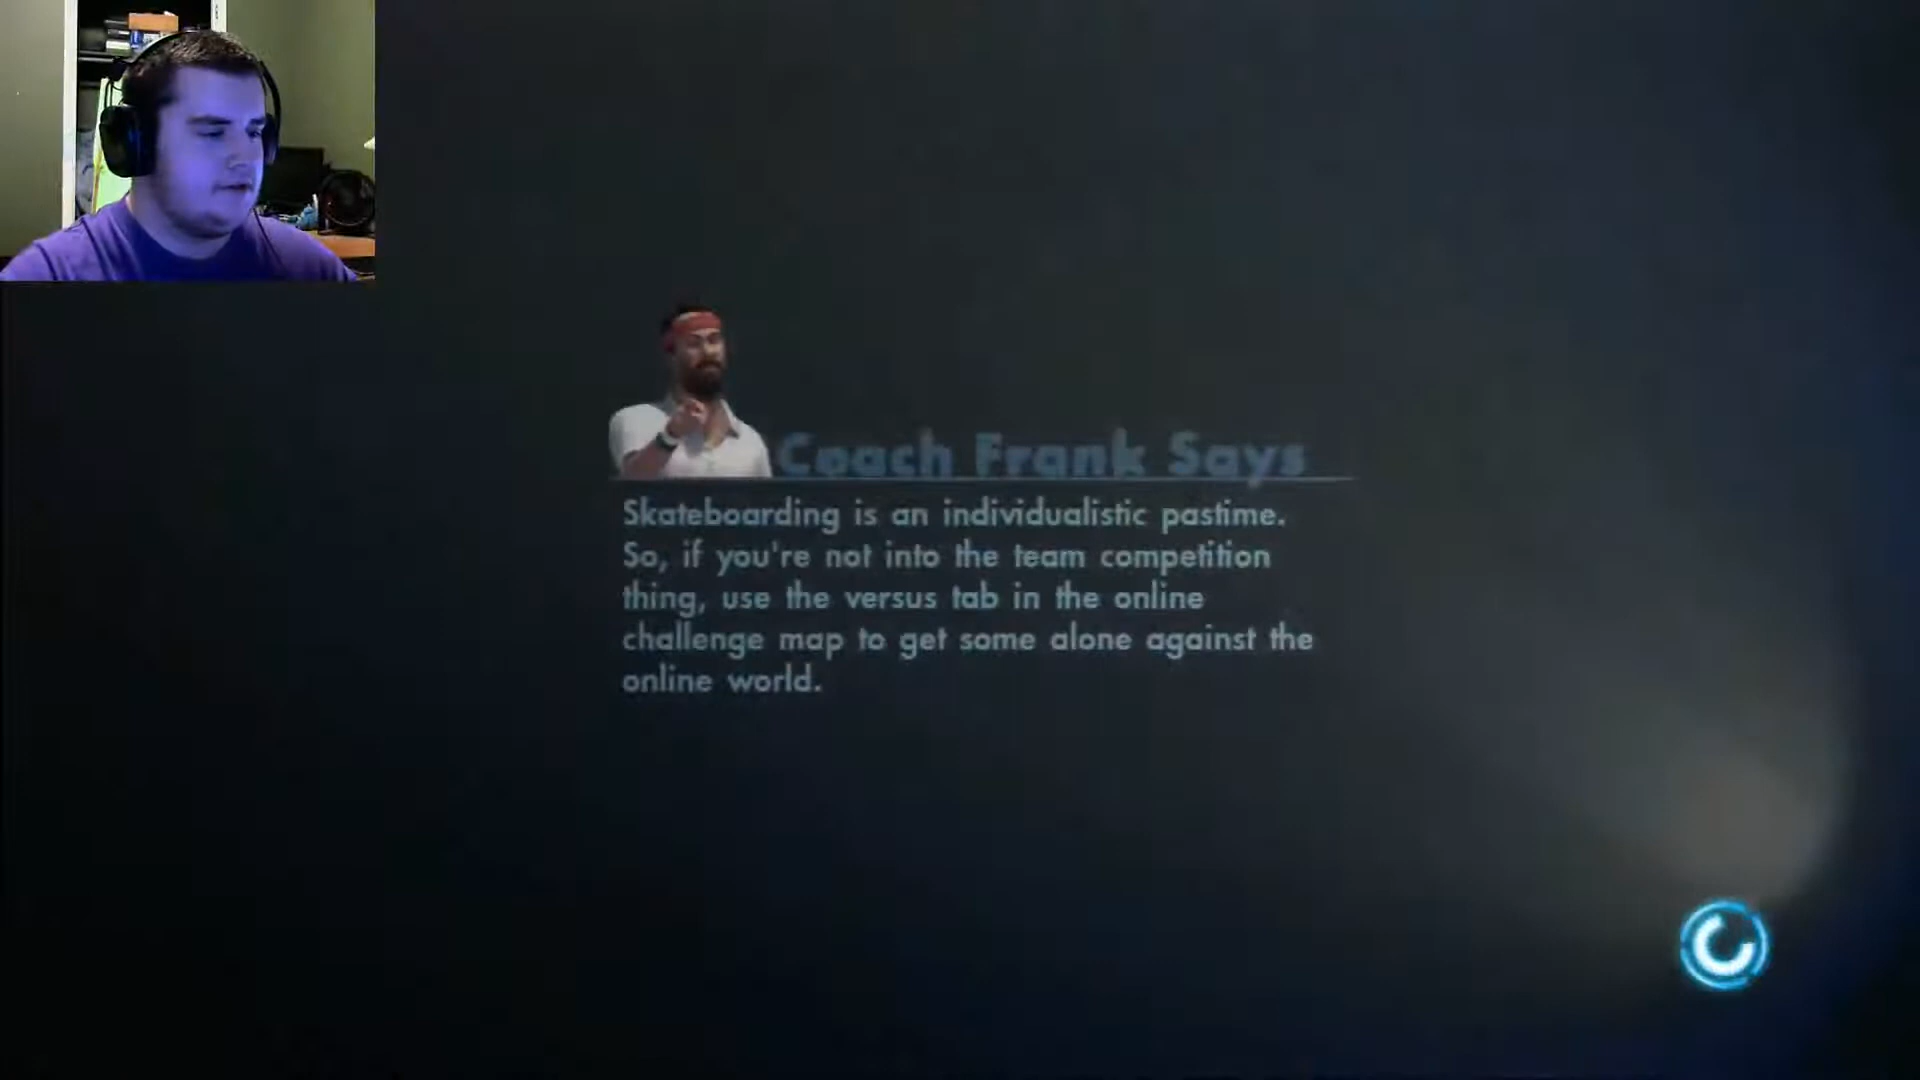 Coach Frank Says
Skateboarding is an individualistic pastime.
So, if you're not into the team competition
thing, use the versus tab in the online
challenge map to get some alone against the
online world.